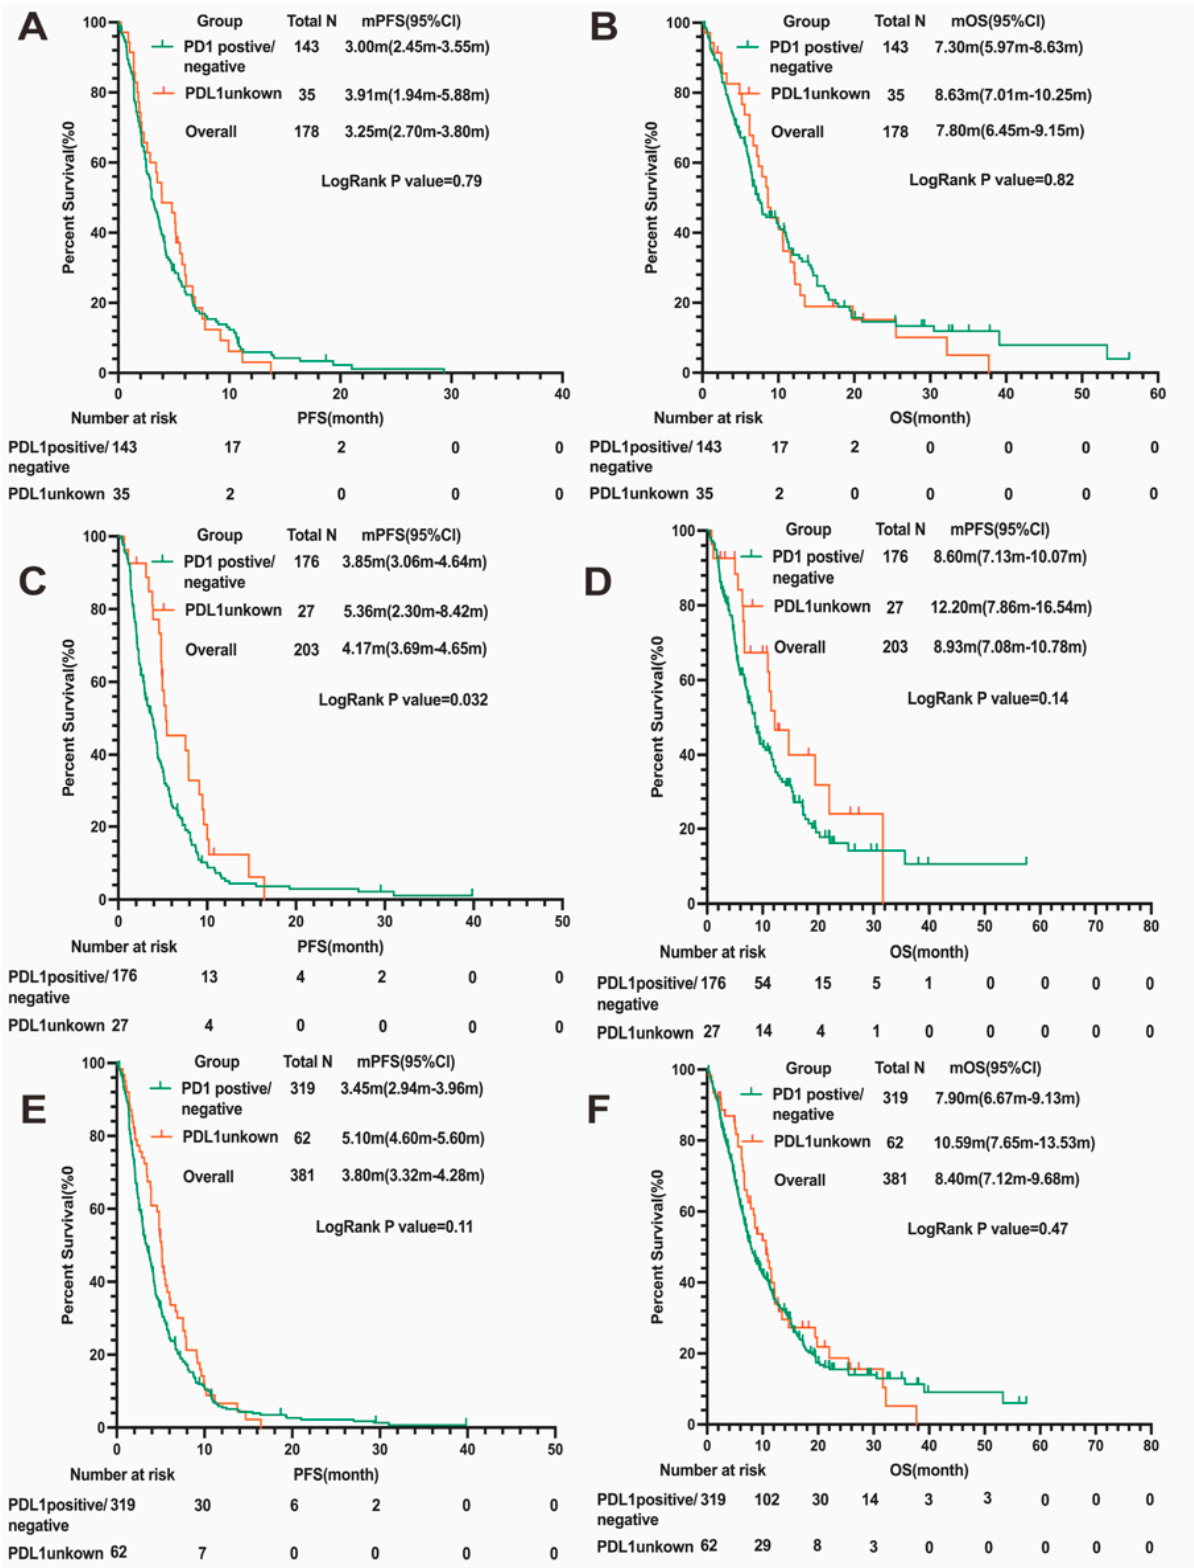 A
Group Total N mPFS(95%CI)
PD1 postive/ 143 3.00m(2.45m-3.55m)
negative
PDL1unkown 35 3.91m(1.94m-5.88m)
Overall 178 3.25m(2.70m-3.80m)
LogRank P value=0.79
Percent Survival(%0
100
80
60
40
20
0
0 10 20 30 40
Number at risk PFS(month)
PDL1positive/ 143 17 2 0 0
negative
PDL1unkown 35 2 0 0 0
B
Group Total N mOS(95%CI)
PD1 postive/ 143 7.30m(5.97m-8.63m)
negative
PDL1unkown 35 8.63m(7.01m-10.25m)
Overall 178 7.80m(6.45m-9.15m)
LogRank P value=0.82
Percent Survival(%0
100
80
60
40
20
0
0 10 20 30 40 50 60
Number at risk OS(month)
PDL1positive/ 143 17 2 0 0 0 0
negative
PDL1unkown 35 2 0 0 0 0 0
C
Group Total N mPFS(95%CI)
PD1 postive/ 176 3.85m(3.06m-4.64m)
negative
PDL1unkown 27 5.36m(2.30m-8.42m)
Overall 203 4.17m(3.69m-4.65m)
LogRank P value=0.032
Percent Survival(%0
100
80
60
40
20
0
0 10 20 30 40 50
Number at risk PFS(month)
PDL1positive/ 176 13 4 2 0 0
negative
PDL1unkown 27 4 0 0 0 0
D
Group Total N mPFS(95%CI)
PD1 postive/ 176 8.60m(7.13m-10.07m)
negative
PDL1unkown 27 12.20m(7.86m-16.54m)
Overall 203 8.93m(7.08m-10.78m)
LogRank P value=0.14
Percent Survival(%0
100
80
60
40
20
0
0 10 20 30 40 50 60 70 80
Number at risk OS(month)
PDL1positive/ 176 54 15 5 1 0 0 0 0
negative
PDL1unkown 27 14 4 1 0 0 0 0 0
E
Group Total N mPFS(95%CI)
PD1 postive/ 319 3.45m(2.94m-3.96m)
negative
PDL1unkown 62 5.10m(4.60m-5.60m)
Overall 381 3.80m(3.32m-4.28m)
LogRank P value=0.11
Percent Survival(%0
100
80
60
40
20
0
0 10 20 30 40 50
Number at risk PFS(month)
PDL1positive/ 319 30 6 2 0 0
negative
PDL1unkown 62 7 0 0 0 0
F
Group Total N mOS(95%CI)
PD1 postive/ 319 7.90m(6.67m-9.13m)
negative
PDL1unkown 62 10.59m(7.65m-13.53m)
Overall 381 8.40m(7.12m-9.68m)
LogRank P value=0.47
Percent Survival(%0
100
80
60
40
20
0
0 10 20 30 40 50 60 70 80
Number at risk OS(month)
PDL1positive/ 319 102 30 14 3 3 0 0 0
negative
PDL1unkown 62 29 8 3 0 0 0 0 0